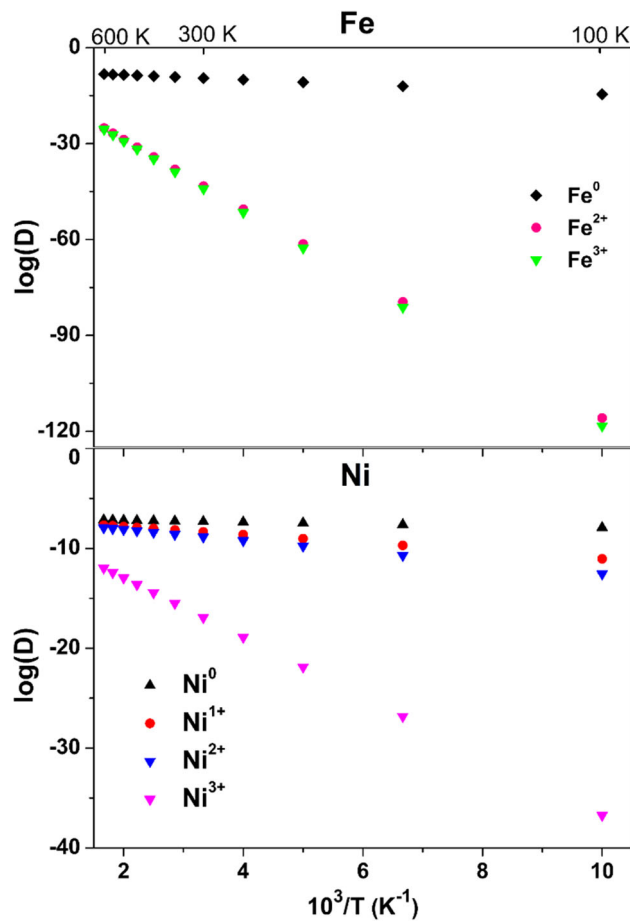 Fe
600 K 300 K 100 K
0
-30
-60
-90
-120
log(D)
Fe⁰
Fe²⁺
Fe³⁺
Ni
0
-10
-20
-30
-40
log(D)
Ni⁰
Ni¹⁺
Ni²⁺
Ni³⁺
2 4 6 8 10
10³/T (K⁻¹)